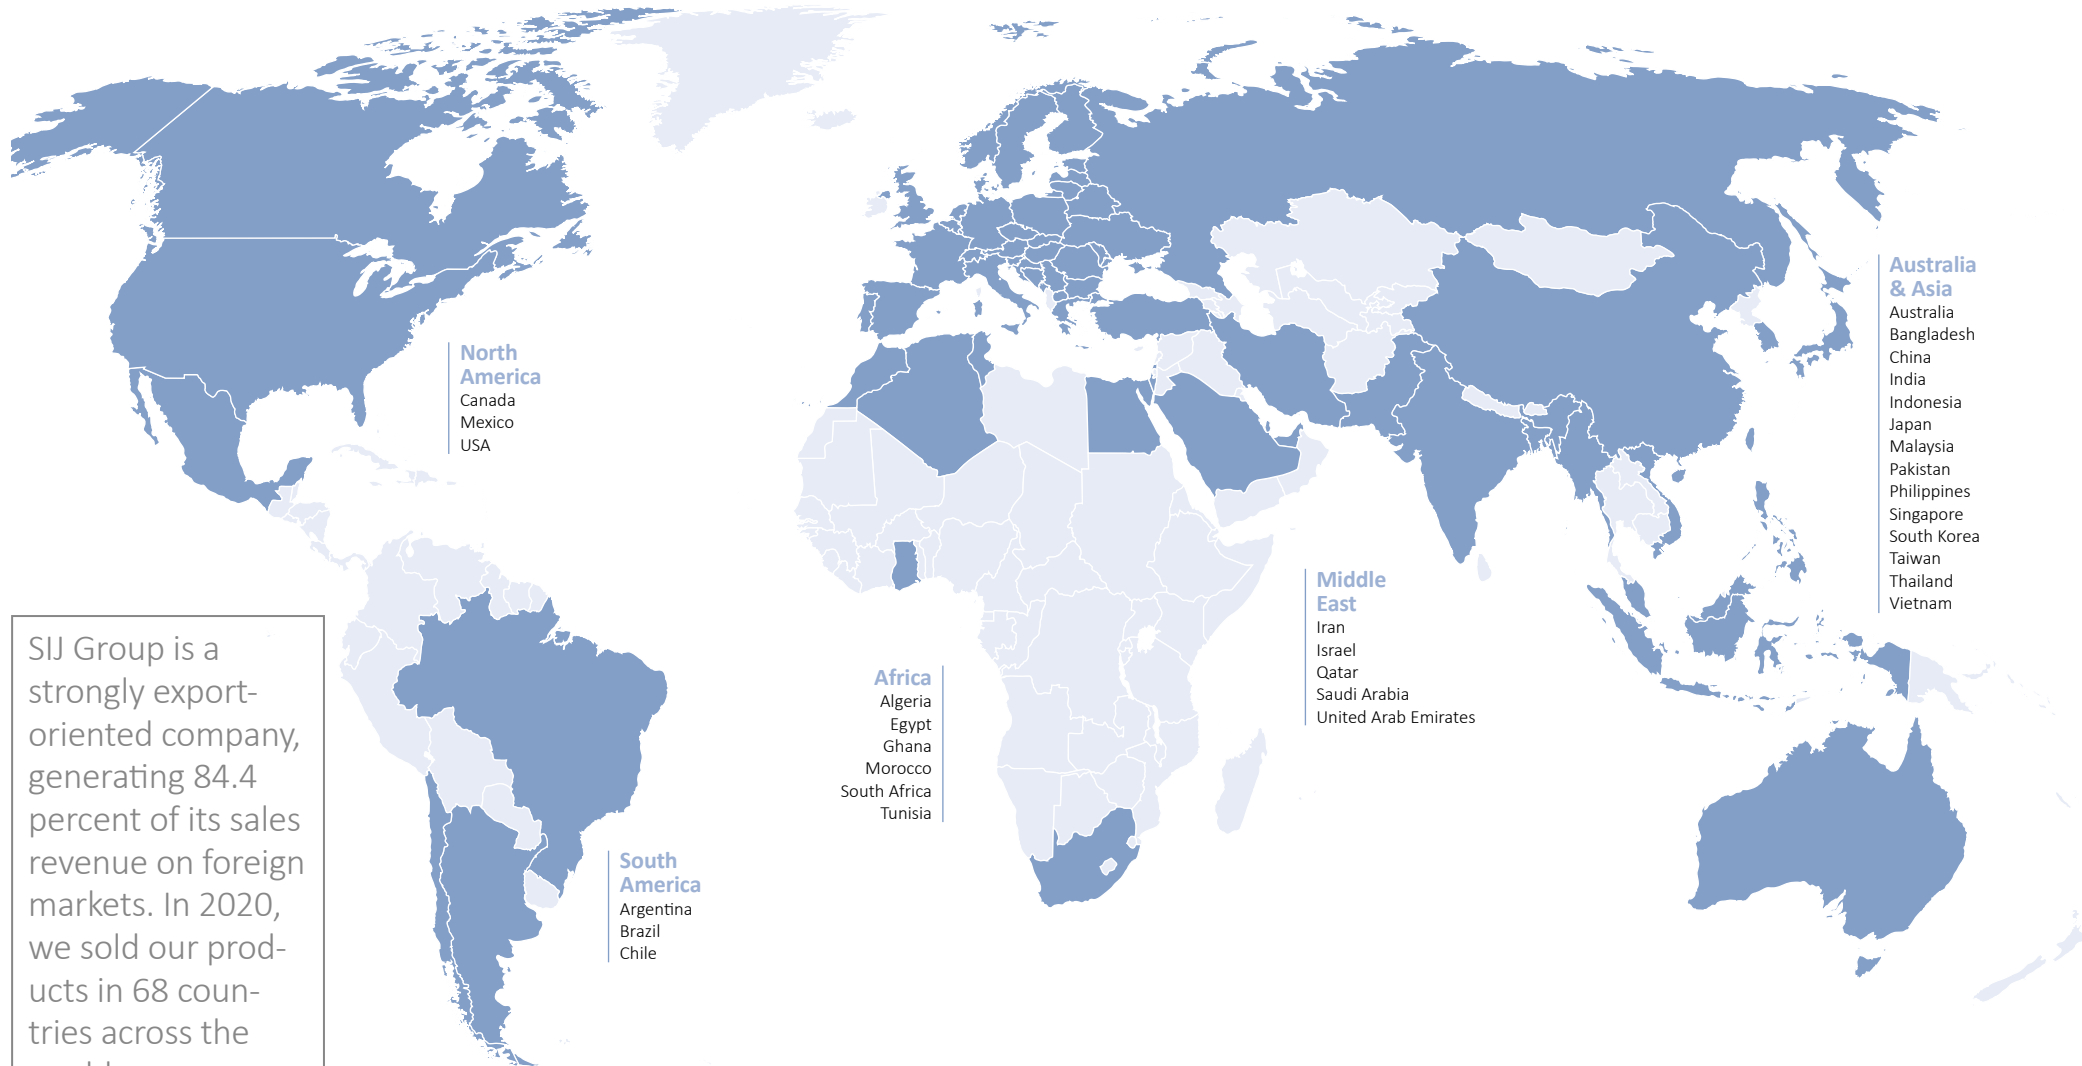 North
America
Canada
Mexico
USA
SIJ Group is a
strongly export-
oriented company,
generating 84.4
percent of its sales
revenue on foreign
markets. In 2020,
we sold our prod-
ucts in 68 coun-
tries across the
South
America
Argentina
Brazil
Chile
Africa
Algeria
Egypt
Ghana
Morocco
South Africa
Tunisia
Middle
East
Iran
Israel
Qatar
Saudi Arabia
United Arab Emirates
Australia
& Asia
Australia
Bangladesh
China
India
Indonesia
Japan
Malaysia
Pakistan
Philippines
Singapore
South Korea
Taiwan
Thailand
Vietnam